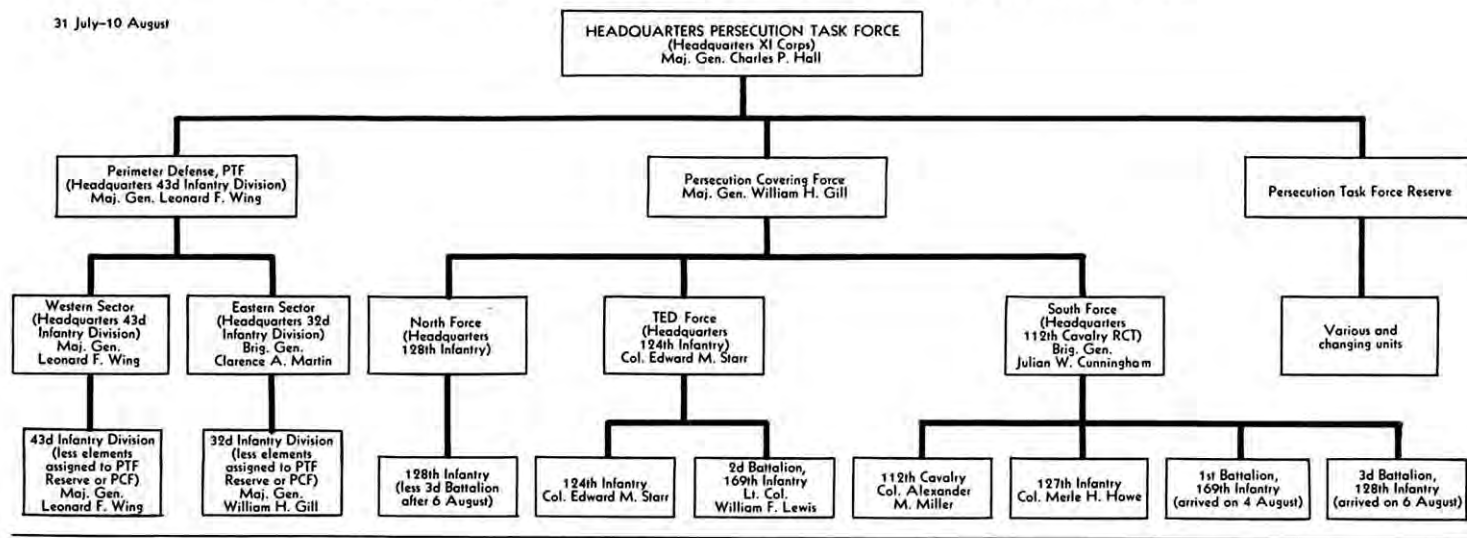 31 July–10 August
HEADQUARTERS PERSECUTION TASK FORCE
(Headquarters XI Corps)
Maj. Gen. Charles P. Hall
Perimeter Defense, PTF
(Headquarters 43d Infantry Division)
Maj. Gen. Leonard F. Wing
Persecution Covering Force
Maj. Gen. William H. Gill
Persecution Task Force Reserve
Western Sector
(Headquarters 43d
Infantry Division)
Maj. Gen.
Leonard F. Wing
Eastern Sector
(Headquarters 32d
Infantry Division)
Brig. Gen.
Clarence A. Martin
North Force
(Headquarters
128th Infantry)
TED Force
(Headquarters
124th Infantry)
Col. Edward M. Starr
South Force
(Headquarters
112th Cavalry RCT)
Brig. Gen.
Julian W. Cunningham
Various and
changing units
43d Infantry Division
(less elements
assigned to PTF
Reserve or PCF)
Maj. Gen.
Leonard F. Wing
32d Infantry Division
(less elements
assigned to PTF
Reserve or PCF)
Maj. Gen.
William H. Gill
128th Infantry
(less 3d Battalion
after 6 August)
124th Infantry
Col. Edward M. Starr
2d Battalion,
169th Infantry
Lt. Col.
William F. Lewis
112th Cavalry
Col. Alexander
M. Miller
127th Infantry
Col. Merle H. Howe
1st Battalion,
169th Infantry
(arrived on 4 August)
3d Battalion,
128th Infantry
(arrived on 6 August)